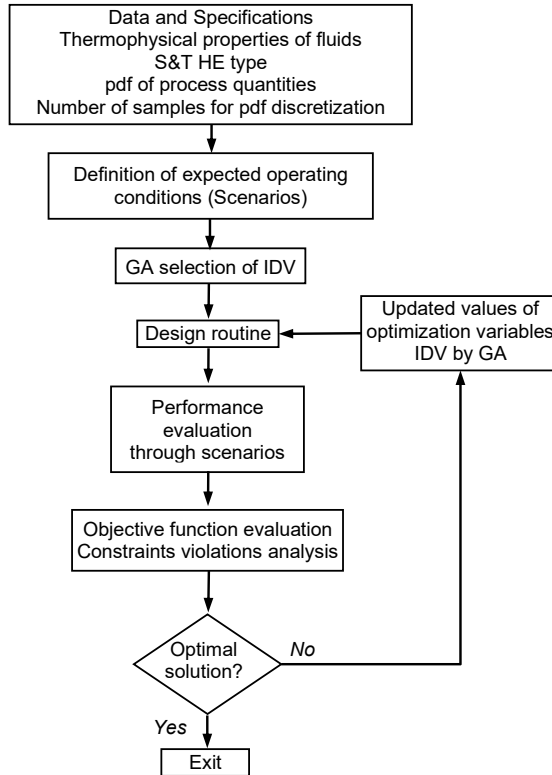 Data and Specifications
Thermophysical properties of fluids
S&T HE type
pdf of process quantities
Number of samples for pdf discretization
Definition of expected operating
conditions (Scenarios)
GA selection of IDV
Design routine
Updated values of
optimization variables
IDV by GA
Performance
evaluation
through scenarios
Objective function evaluation
Constraints violations analysis
Optimal
solution?
No
Yes
Exit